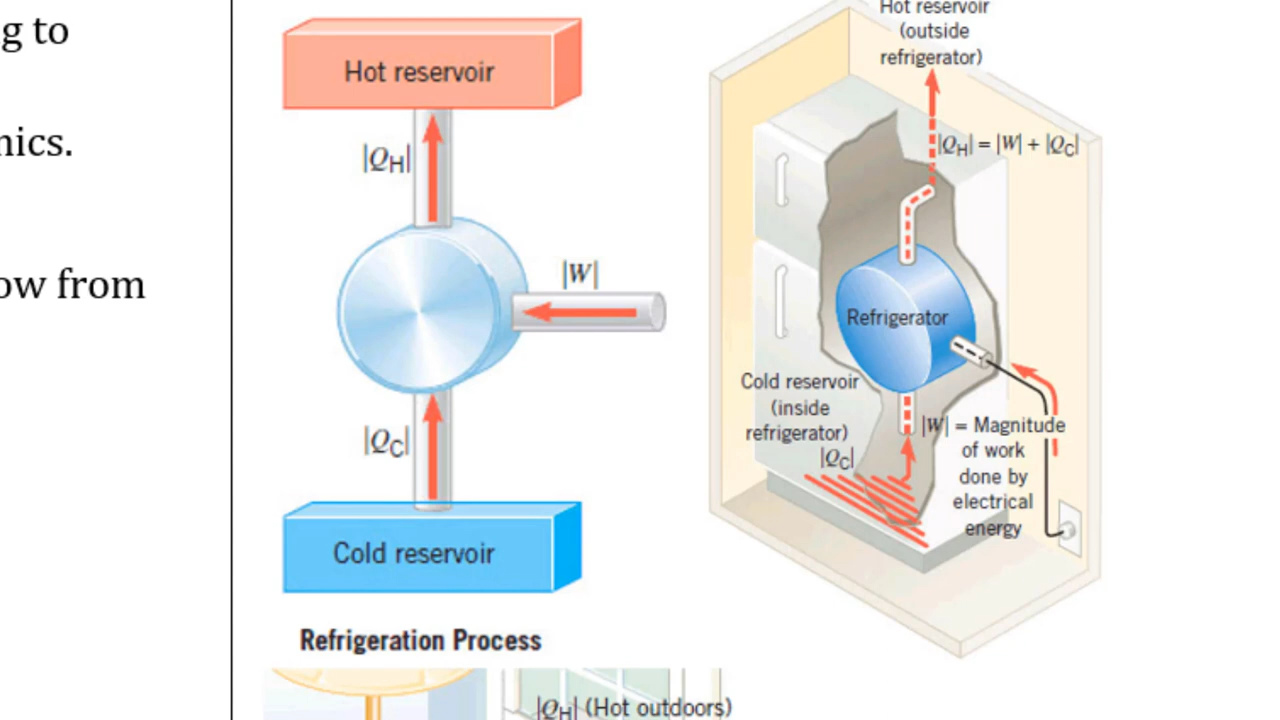 g to
nics.
ow from
Hot reservoir
|QH|
|W|
|QC|
Cold reservoir
Refrigeration Process
Hot reservoir
(outside
refrigerator)
|QH| = |W| + |QC|
Refrigerator
Cold reservoir
(inside
refrigerator)
|QC|
|W| = Magnitude
of work
done by
electrical
energy
|QH| (Hot outdoors)